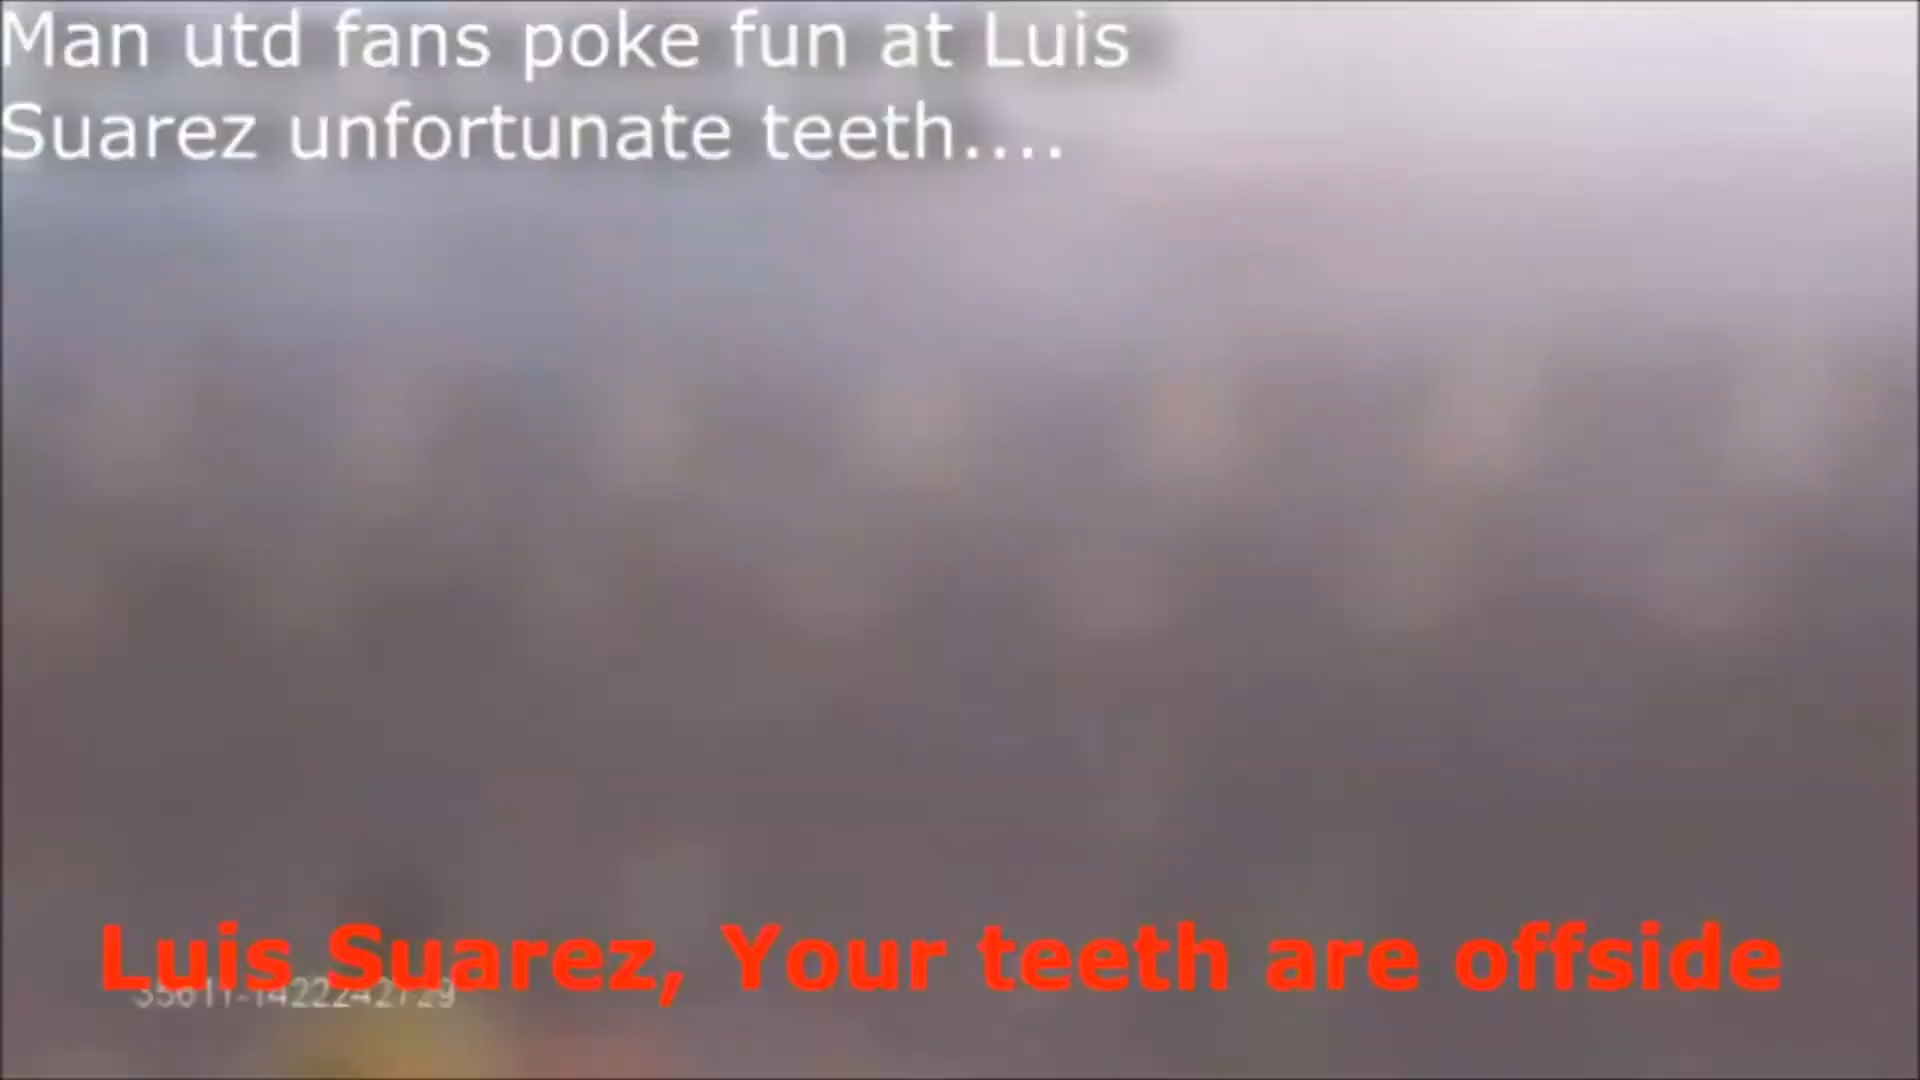 Man utd fans poke fun at Luis
Suarez unfortunate teeth....
Luis Suarez, Your teeth are offside